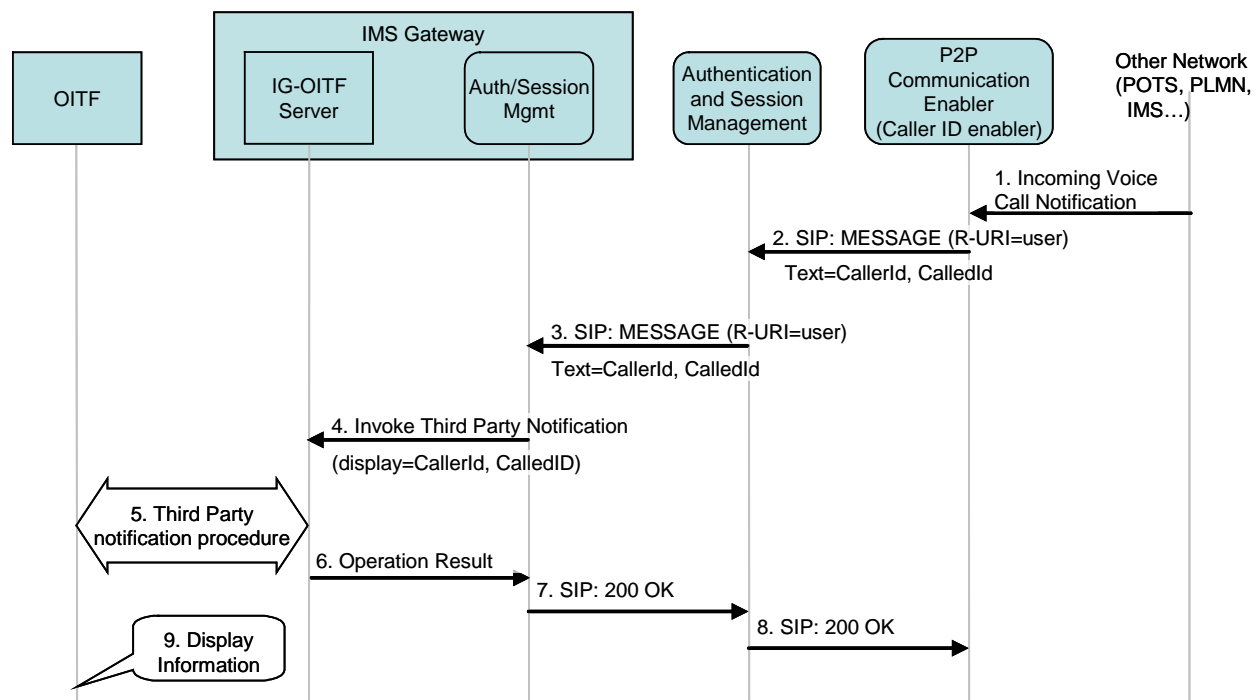 IMS Gateway
OITF
IG-OITF
Server
Auth/Session
Mgmt
Authentication
and Session
Management
P2P
Communication
Enabler
(Caller ID enabler)
Other Network
(POTS, PLMN,
IMS…)
1. Incoming Voice
Call Notification
2. SIP: MESSAGE (R-URI=user)
Text=CallerId, CalledId
3. SIP: MESSAGE (R-URI=user)
Text=CallerId, CalledId
4. Invoke Third Party Notification
(display=CallerId, CalledID)
5. Third Party
notification procedure
6. Operation Result
7. SIP: 200 OK
8. SIP: 200 OK
9. Display
Information